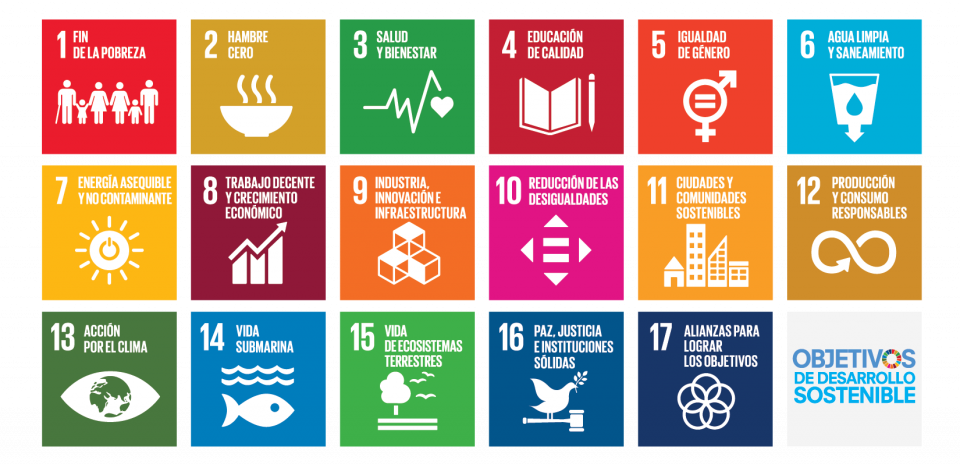 1 FIN
DE LA POBREZA
2 HAMBRE
CERO
3 SALUD
Y BIENESTAR
4 EDUCACIÓN
DE CALIDAD
5 IGUALDAD
DE GÉNERO
6 AGUA LIMPIA
Y SANEAMIENTO
7 ENERGÍA ASEQUIBLE
Y NO CONTAMINANTE
8 TRABAJO DECENTE
Y CRECIMIENTO
ECONÓMICO
9 INDUSTRIA,
INNOVACIÓN E
INFRAESTRUCTURA
10 REDUCCIÓN DE LAS
DESIGUALDADES
11 CIUDADES Y
COMUNIDADES
SOSTENIBLES
12 PRODUCCIÓN
Y CONSUMO
RESPONSABLES
13 ACCIÓN
POR EL CLIMA
14 VIDA
SUBMARINA
15 VIDA
DE ECOSISTEMAS
TERRESTRES
16 PAZ, JUSTICIA
E INSTITUCIONES
SÓLIDAS
17 ALIANZAS PARA
LOGRAR
LOS OBJETIVOS
OBJETIVOS
DE DESARROLLO
SOSTENIBLE